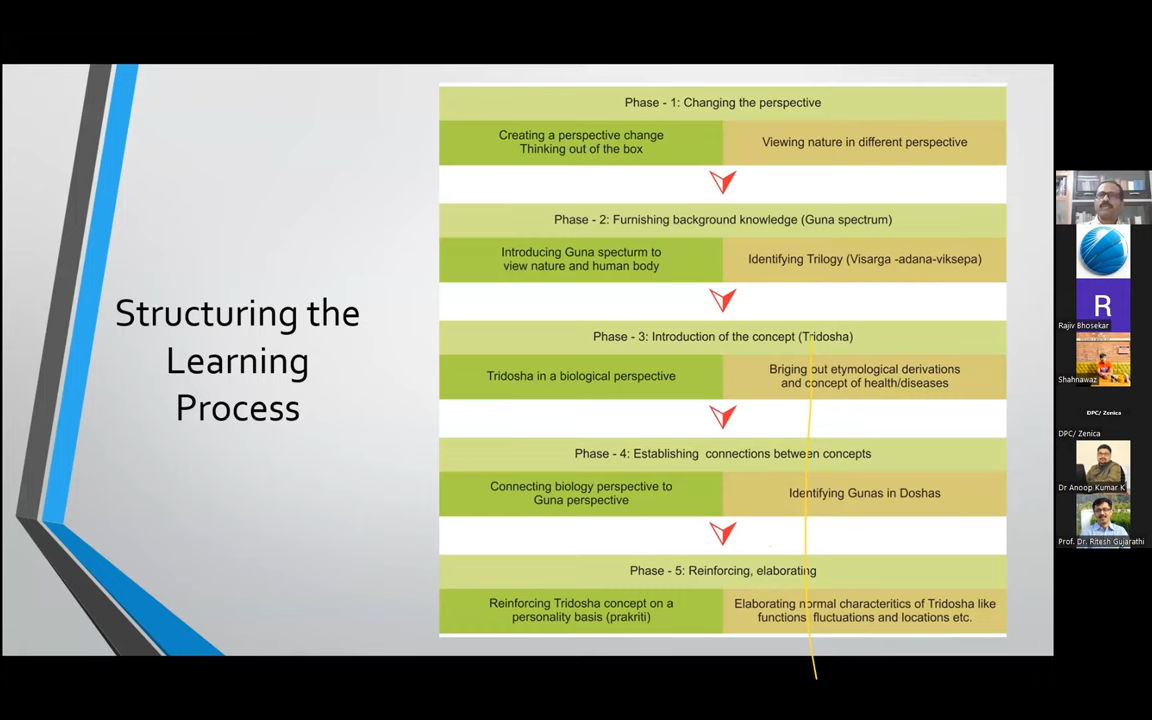 Structuring the
Learning
Process
Phase - 1: Changing the perspective
Creating a perspective change
Thinking out of the box
Viewing nature in different perspective
Phase - 2: Furnishing background knowledge (Guna spectrum)
Introducing Guna specturm to
view nature and human body
Identifying Trilogy (Visarga -adana-viksepa)
Phase - 3: Introduction of the concept (Tridosha)
Tridosha in a biological perspective
Briging out etymological derivations
and concept of health/diseases
Phase - 4: Establishing connections between concepts
Connecting biology perspective to
Guna perspective
Identifying Gunas in Doshas
Phase - 5: Reinforcing, elaborating
Reinforcing Tridosha concept on a
personality basis (prakriti)
Elaborating normal characteritics of Tridosha like
functions, fluctuations and locations etc.
R
Rajiv Bhosekar
Shahnawaz
DPC/ Zenica
DPC/ Zenica
Dr Anoop Kumar K
Prof. Dr. Ritesh Gujarathi